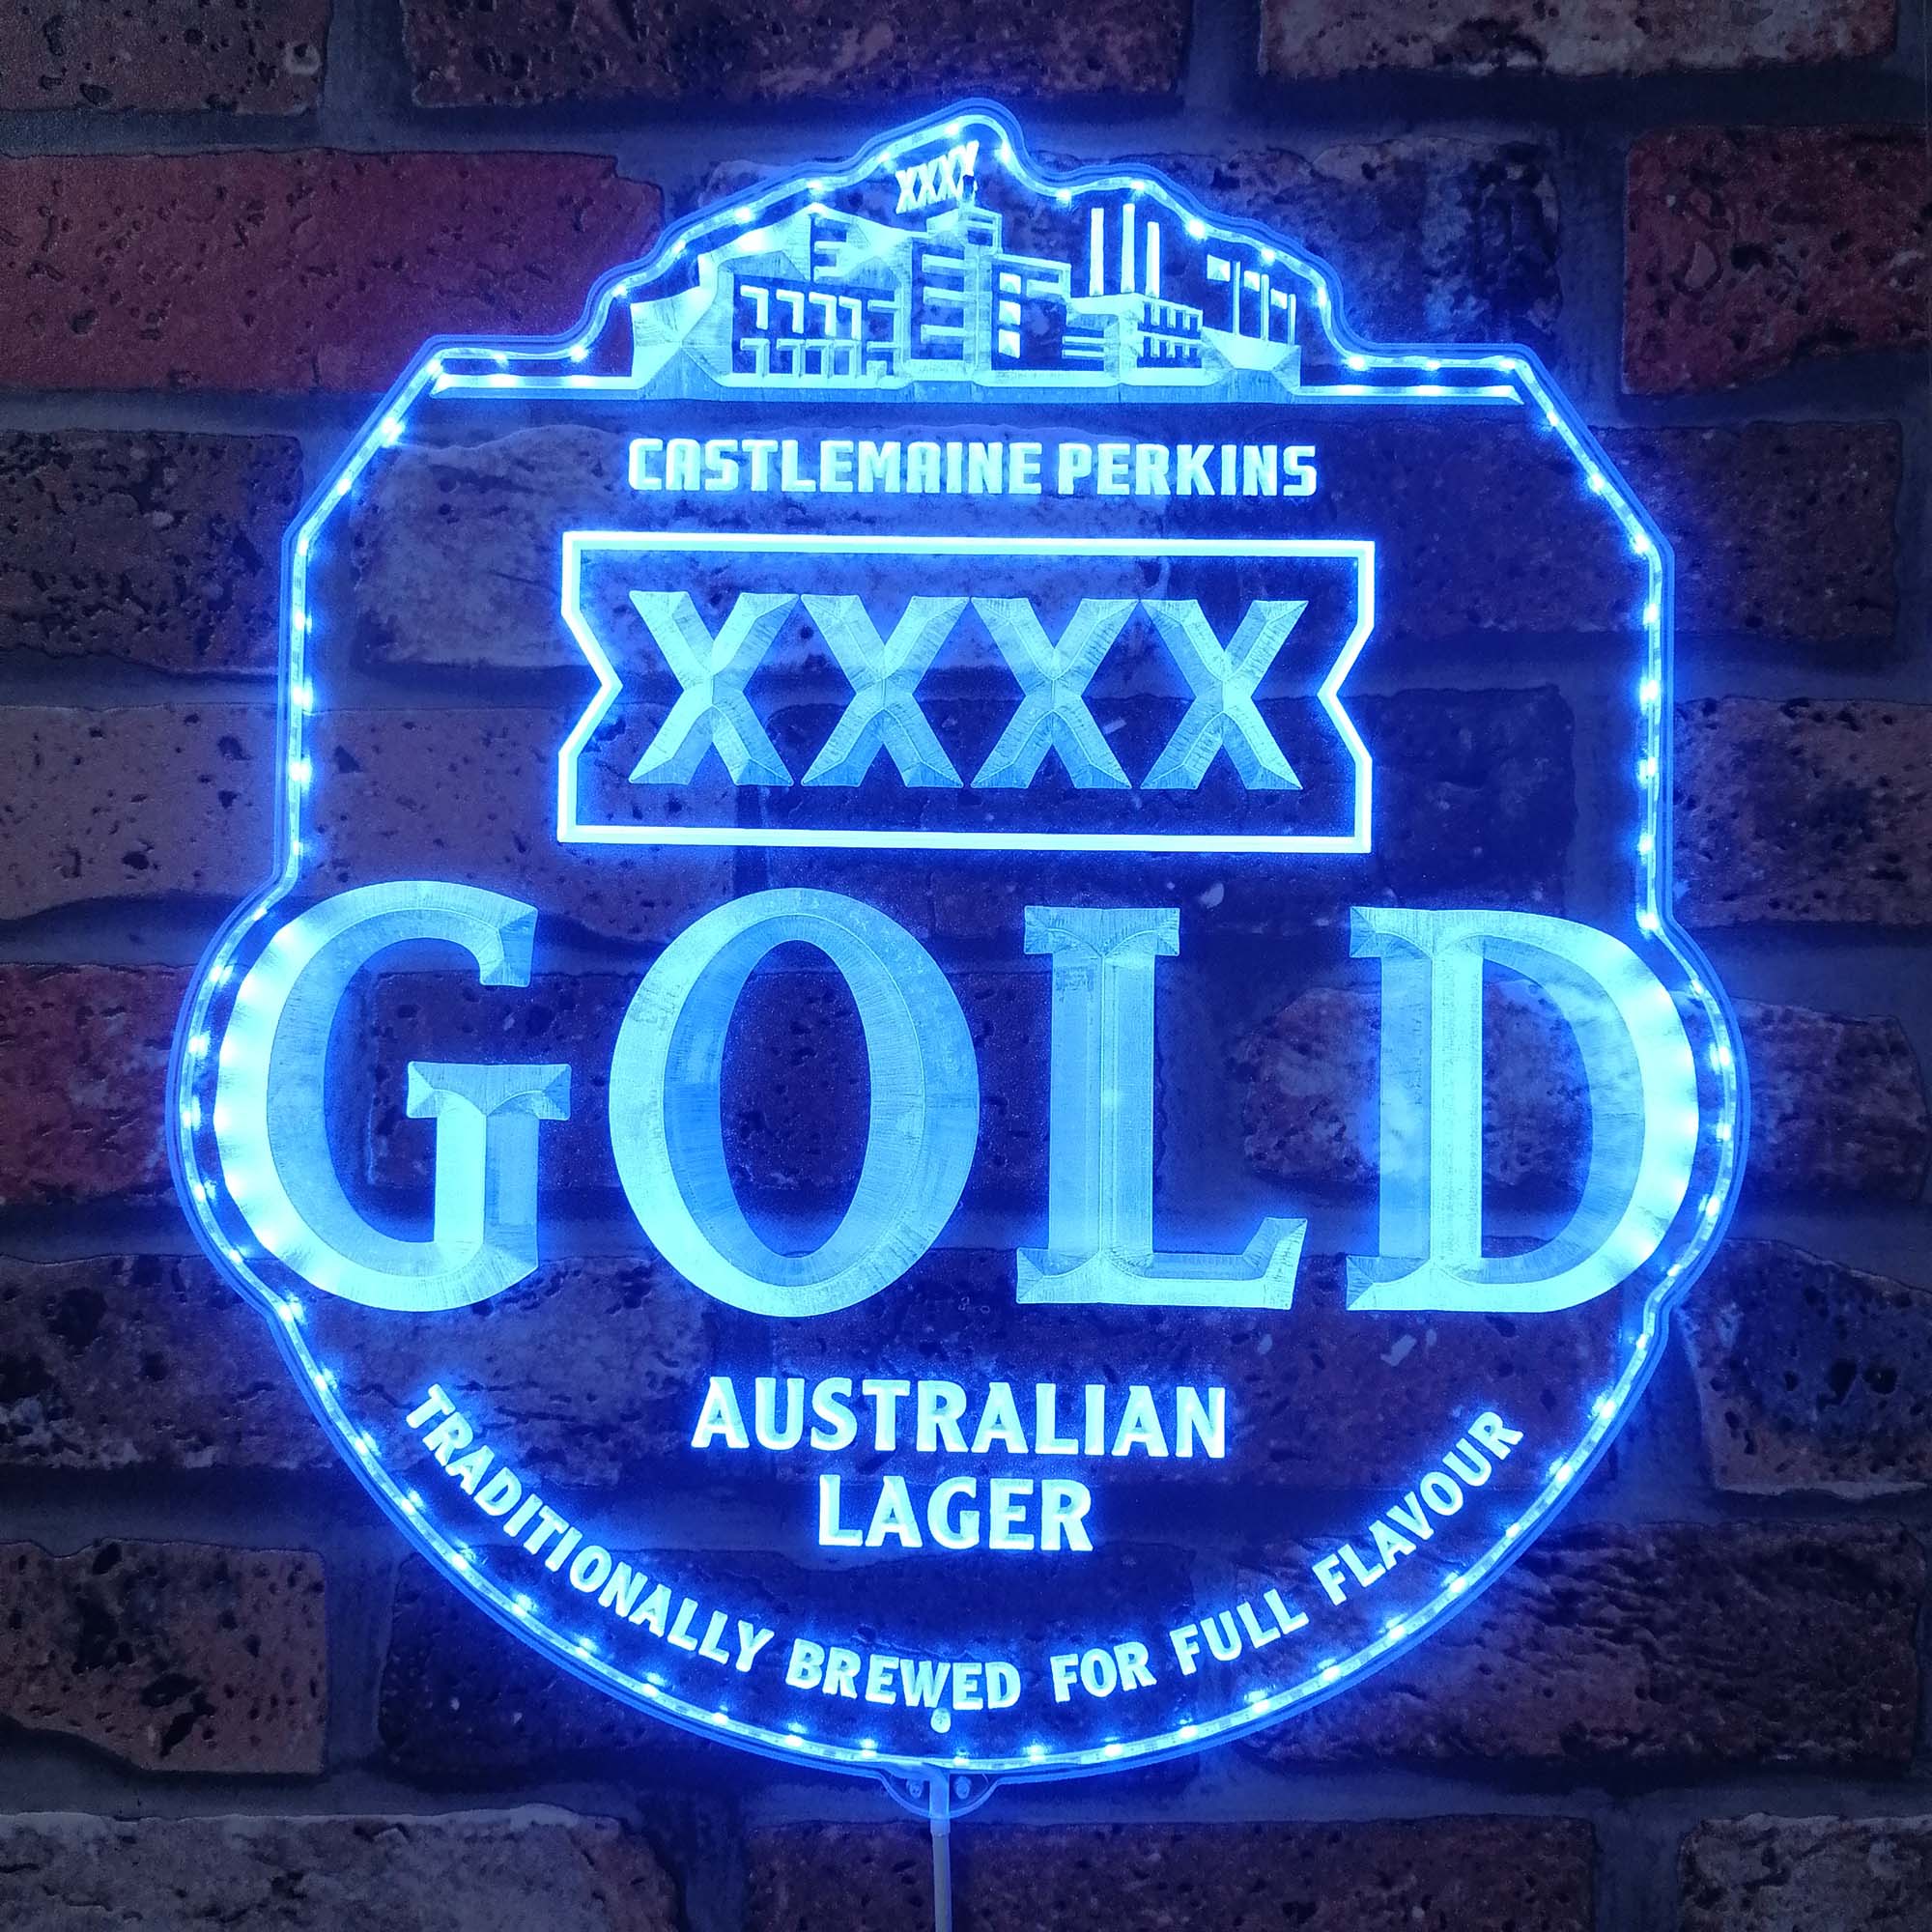 XXXX
CASTLEMAINE PERKINS
XXXX
GOLD
AUSTRALIAN
LAGER
TRADITIONALLY BREWED FOR FULL FLAVOUR